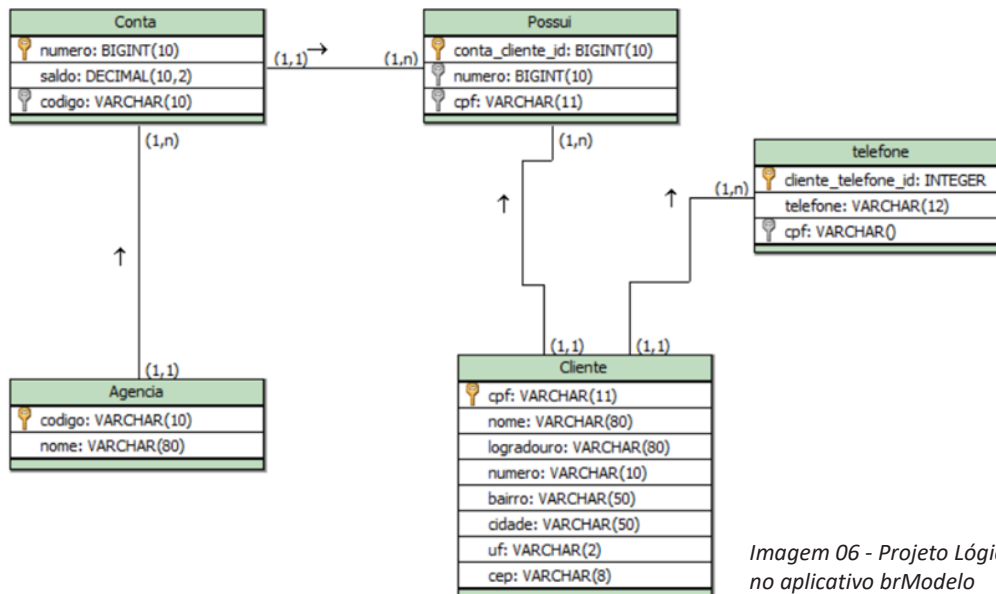 Conta
numero: BIGINT(10)
saldo: DECIMAL(10,2)
codigo: VARCHAR(10)
(1,1)
(1,n)
Possui
conta_cliente_id: BIGINT(10)
numero: BIGINT(10)
cpf: VARCHAR(11)
(1,n)
(1,n)
telefone
cliente_telefone_id: INTEGER
telefone: VARCHAR(12)
cpf: VARCHAR()
(1,n)
(1,1)
Agencia
codigo: VARCHAR(10)
nome: VARCHAR(80)
(1,1)
(1,1)
Cliente
cpf: VARCHAR(11)
nome: VARCHAR(80)
logradouro: VARCHAR(80)
numero: VARCHAR(10)
bairro: VARCHAR(50)
cidade: VARCHAR(50)
uf: VARCHAR(2)
cep: VARCHAR(8)
Imagem 06 - Projeto Lógi
no aplicativo brModelo